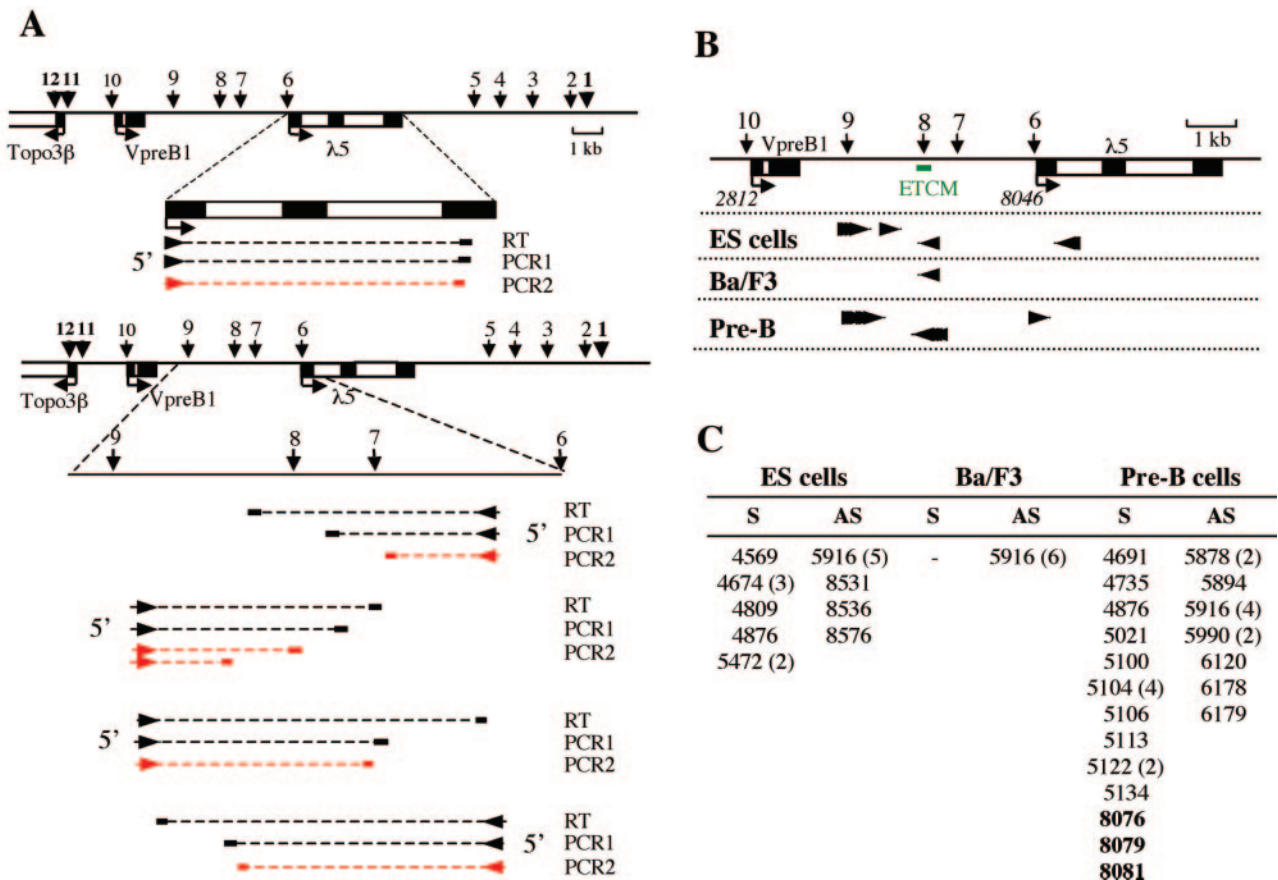 A
12 11 10 9 8 7 6 5 4 3 2 1
Topo3β VpreB1 λ5 1 kb
RT
5’ PCR1
PCR2
12 11 10 9 8 7 6 5 4 3 2 1
Topo3β VpreB1 λ5
9 8 7 6
RT
5’ PCR1
PCR2
RT
5’ PCR1
PCR2
RT
5’ PCR1
PCR2
RT
5’ PCR1
PCR2
B
10 9 8 7 6
VpreB1 λ5 1 kb
ETCM
2812 8046
ES cells
Ba/F3
Pre-B
C
ES cells Ba/F3 Pre-B cells
S AS S AS S AS
4569 5916 (5) - 5916 (6) 4691 5878 (2)
4674 (3) 8531 4735 5894
4809 8536 4876 5916 (4)
4876 8576 5021 5990 (2)
5472 (2) 5100 6120
5104 (4) 6178
5106 6179
5113
5122 (2)
5134
8076
8079
8081